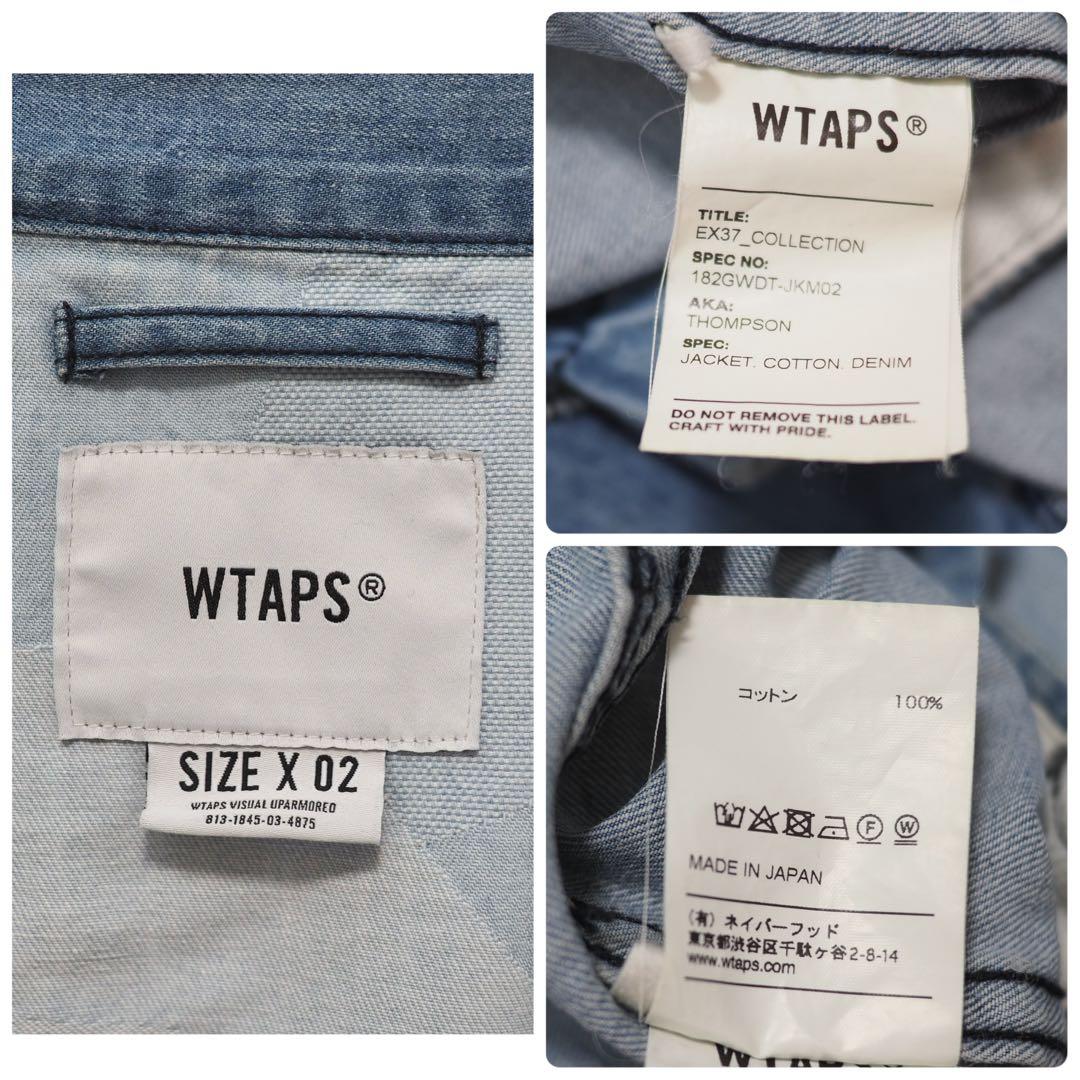 WTAPS®
SIZE X 02
WTAPS VISUAL UPARMORED
813-1845-03-4875
WTAPS®
TITLE:
EX37_COLLECTION
SPEC NO:
182GWDT-JKM02
AKA:
THOMPSON
SPEC:
JACKET. COTTON. DENIM
DO NOT REMOVE THIS LABEL.
CRAFT WITH PRIDE.
コットン 100%
F W
MADE IN JAPAN
(有) ネイバーフッド
東京都渋谷区千駄ヶ谷2-8-14
www.wtaps.com
WTAPS